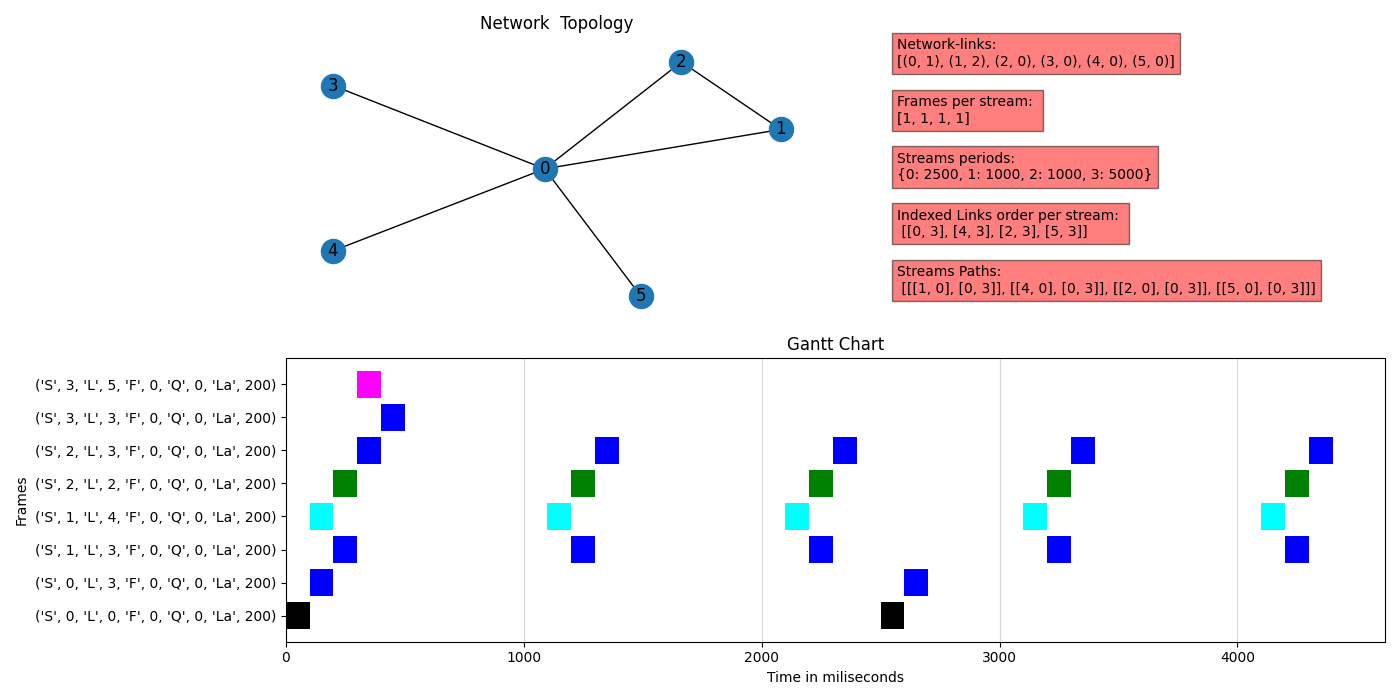 Network  Topology
3
2
1
0
4
5
Network-links:
[(0, 1), (1, 2), (2, 0), (3, 0), (4, 0), (5, 0)]
Frames per stream:
[1, 1, 1, 1]
Streams periods:
{0: 2500, 1: 1000, 2: 1000, 3: 5000}
Indexed Links order per stream:
[[0, 3], [4, 3], [2, 3], [5, 3]]
Streams Paths:
[[[1, 0], [0, 3]], [[4, 0], [0, 3]], [[2, 0], [0, 3]], [[5, 0], [0, 3]]]
Gantt Chart
Frames
('S', 3, 'L', 5, 'F', 0, 'Q', 0, 'La', 200)
('S', 3, 'L', 3, 'F', 0, 'Q', 0, 'La', 200)
('S', 2, 'L', 3, 'F', 0, 'Q', 0, 'La', 200)
('S', 2, 'L', 2, 'F', 0, 'Q', 0, 'La', 200)
('S', 1, 'L', 4, 'F', 0, 'Q', 0, 'La', 200)
('S', 1, 'L', 3, 'F', 0, 'Q', 0, 'La', 200)
('S', 0, 'L', 3, 'F', 0, 'Q', 0, 'La', 200)
('S', 0, 'L', 0, 'F', 0, 'Q', 0, 'La', 200)
0 1000 2000 3000 4000
Time in miliseconds